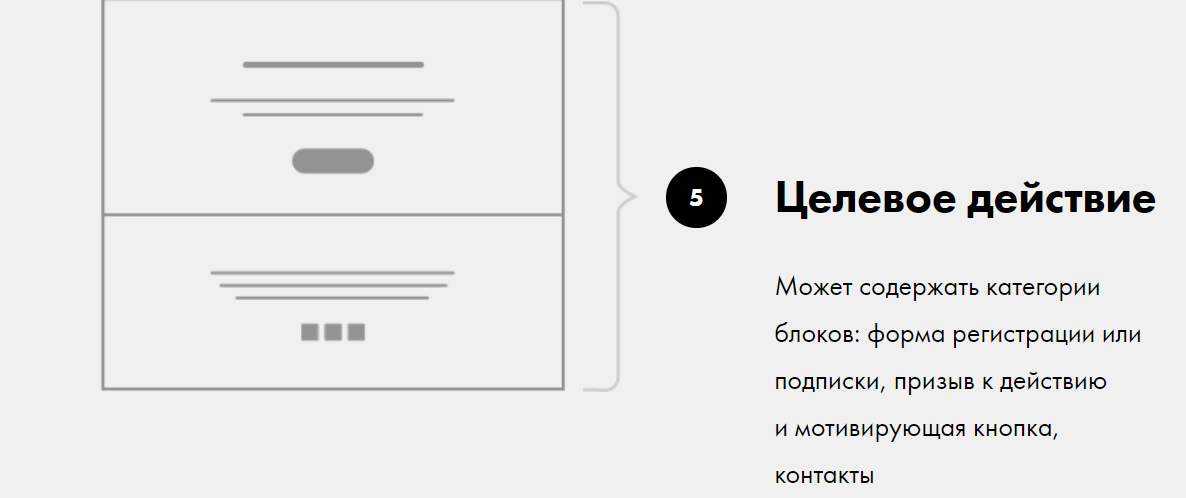 5
Целевое действие
Может содержать категории
блоков: форма регистрации или
подписки, призыв к действию
и мотивирующая кнопка,
контакты